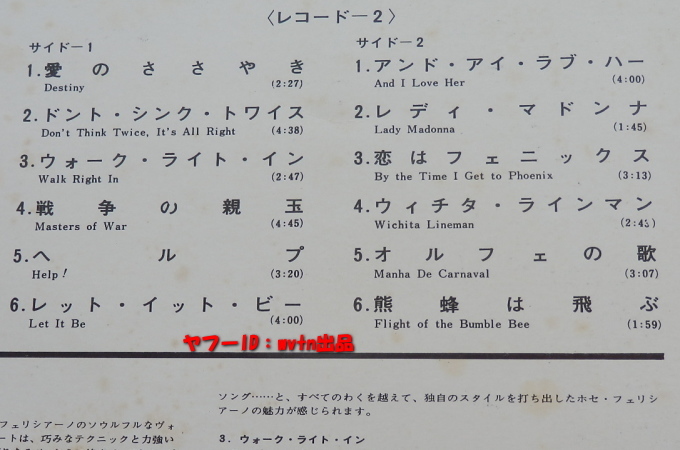 〈レコード―2〉
サイド―1
1.愛のささやき
Destiny (2:27)
2.ドント・シンク・トワイス
Don't Think Twice, It's All Right (4:38)
3.ウォーク・ライト・イン
Walk Right In (2:47)
4.戦争の親玉
Masters of War (4:45)
5.ヘルプ
Help! (3:20)
6.レット・イット・ビー
Let It Be (4:00)
サイド―2
1.アンド・アイ・ラブ・ハー
And I Love Her (4:00)
2.レディ・マドンナ
Lady Madonna (1:45)
3.恋はフェニックス
By the Time I Get to Phoenix (3:13)
4.ウィチタ・ラインマン
Wichita Lineman
5.オルフェの歌
Manha De Carnaval (3:07)
6.熊蜂は飛ぶ
Flight of the Bumble Bee (1:59)
ヤフーID：mvtn出品
フェリシアーノのソウルフルなヴォ
ートは、巧みなテクニックと力強い
ソング……と、すべてのわくを越えて、独自のスタイルを打ち出したホセ・フェリシ
アーノの魅力が感じられます。
3. ウォーク・ライト・イン